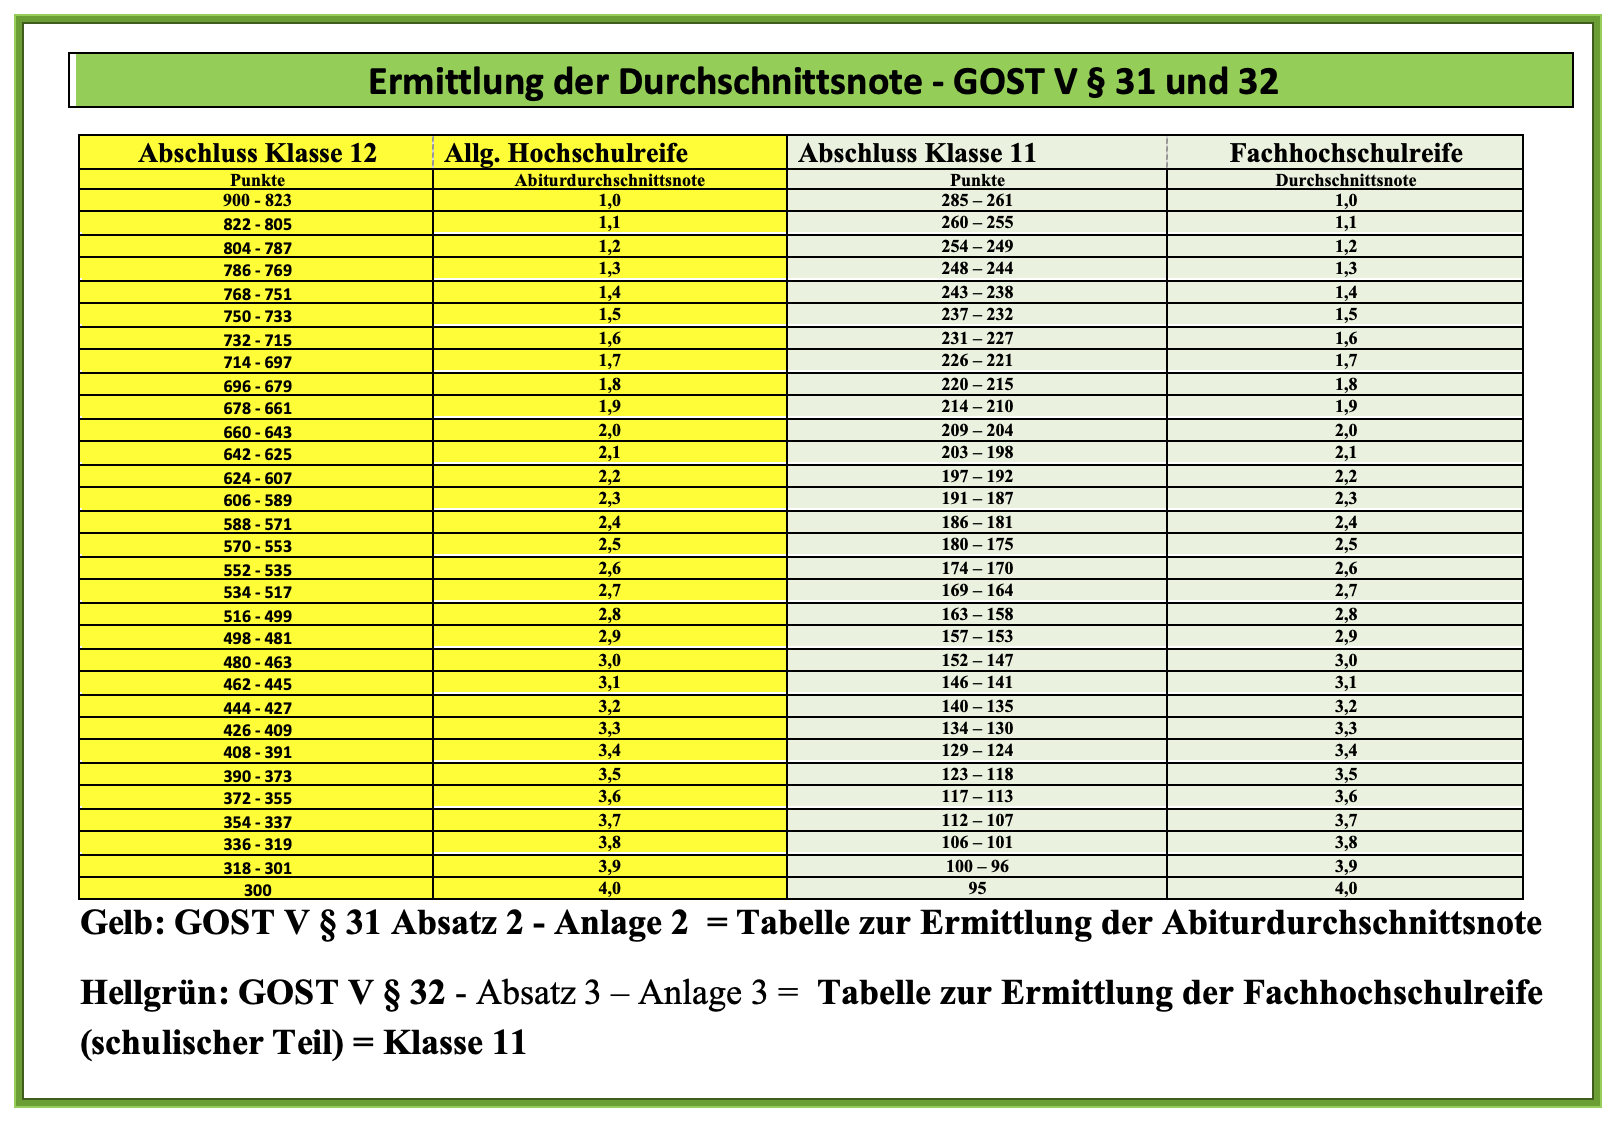 Ermittlung der Durchschnittsnote - GOST V § 31 und 32
Abschluss Klasse 12 Allg. Hochschulreife Abschluss Klasse 11 Fachhochschulreife
Punkte Abiturdurchschnittsnote Punkte Durchschnittsnote
900 - 823 1,0 285 – 261 1,0
822 - 805 1,1 260 – 255 1,1
804 - 787 1,2 254 – 249 1,2
786 - 769 1,3 248 – 244 1,3
768 - 751 1,4 243 – 238 1,4
750 - 733 1,5 237 – 232 1,5
732 - 715 1,6 231 – 227 1,6
714 - 697 1,7 226 – 221 1,7
696 - 679 1,8 220 – 215 1,8
678 - 661 1,9 214 – 210 1,9
660 - 643 2,0 209 – 204 2,0
642 - 625 2,1 203 – 198 2,1
624 - 607 2,2 197 – 192 2,2
606 - 589 2,3 191 – 187 2,3
588 - 571 2,4 186 – 181 2,4
570 - 553 2,5 180 – 175 2,5
552 - 535 2,6 174 – 170 2,6
534 - 517 2,7 169 – 164 2,7
516 - 499 2,8 163 – 158 2,8
498 - 481 2,9 157 – 153 2,9
480 - 463 3,0 152 – 147 3,0
462 - 445 3,1 146 – 141 3,1
444 - 427 3,2 140 – 135 3,2
426 - 409 3,3 134 – 130 3,3
408 - 391 3,4 129 – 124 3,4
390 - 373 3,5 123 – 118 3,5
372 - 355 3,6 117 – 113 3,6
354 - 337 3,7 112 – 107 3,7
336 - 319 3,8 106 – 101 3,8
318 - 301 3,9 100 – 96 3,9
300 4,0 95 4,0
Gelb: GOST V § 31 Absatz 2 - Anlage 2 = Tabelle zur Ermittlung der Abiturdurchschnittsnote
Hellgrün: GOST V § 32 - Absatz 3 – Anlage 3 = Tabelle zur Ermittlung der Fachhochschulreife
(schulischer Teil) = Klasse 11